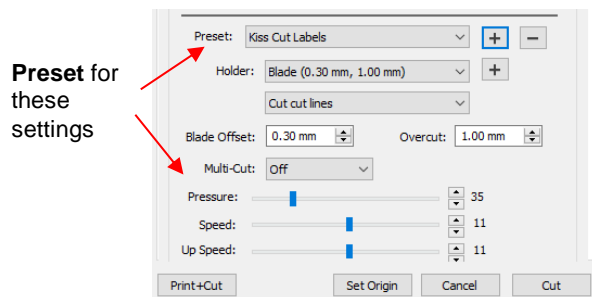 Preset: Kiss Cut Labels + −
Preset for
these
settings
Holder: Blade (0.30 mm, 1.00 mm) +
Cut cut lines
Blade Offset: 0.30 mm Overcut: 1.00 mm
Multi-Cut: Off
Pressure: 35
Speed: 11
Up Speed: 11
Print+Cut Set Origin Cancel Cut